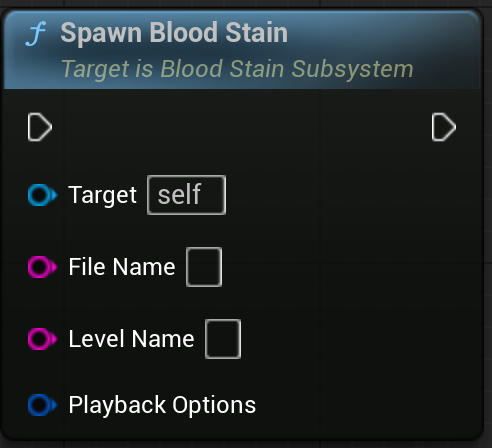 f Spawn Blood Stain
Target is Blood Stain Subsystem
Target self
File Name
Level Name
Playback Options